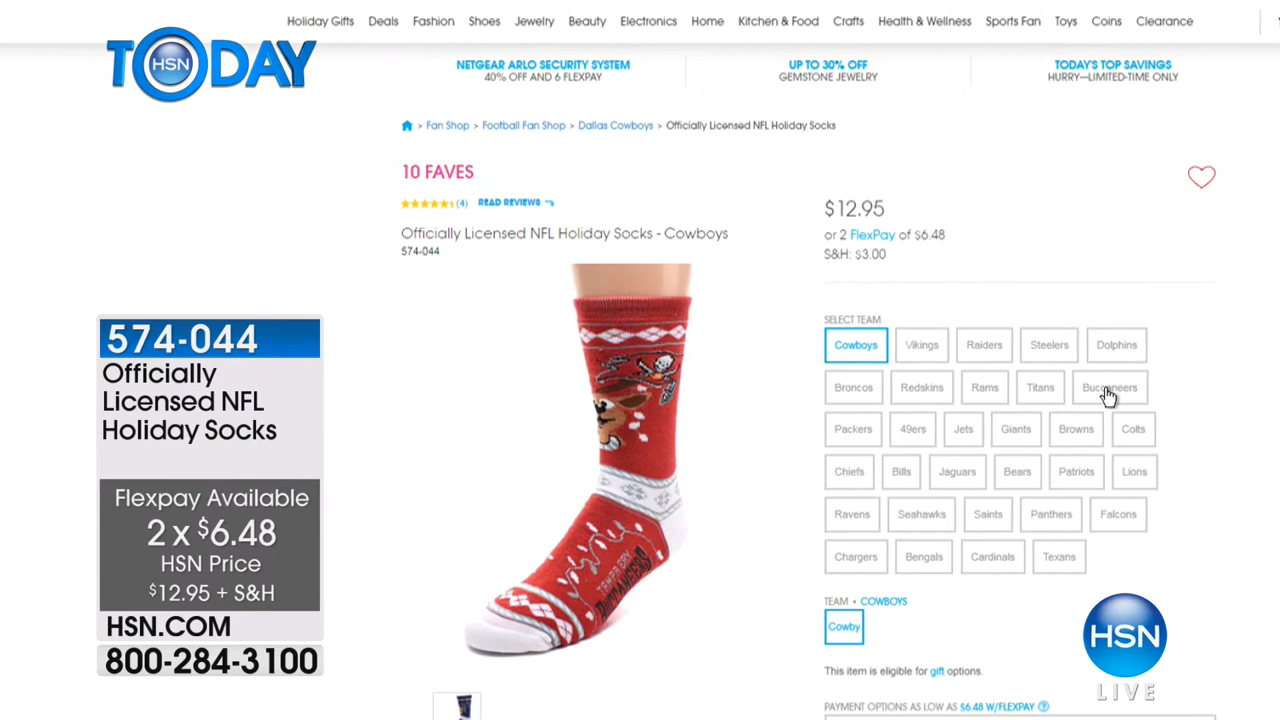 Holiday Gifts Deals Fashion Shoes Jewelry Beauty Electronics Home Kitchen & Food Crafts Health & Wellness Sports Fan Toys Coins Clearance
TODAY
HSN
NETGEAR ARLO SECURITY SYSTEM
40% OFF AND 6 FLEXPAY
UP TO 30% OFF
GEMSTONE JEWELRY
TODAY'S TOP SAVINGS
HURRY—LIMITED-TIME ONLY
> Fan Shop > Football Fan Shop > Dallas Cowboys > Officially Licensed NFL Holiday Socks
10 FAVES
(4) READ REVIEWS
Officially Licensed NFL Holiday Socks - Cowboys
574-044
$12.95
or 2 FlexPay of $6.48
S&H: $3.00
SELECT TEAM
Cowboys Vikings Raiders Steelers Dolphins
Broncos Redskins Rams Titans Buccaneers
Packers 49ers Jets Giants Browns Colts
Chiefs Bills Jaguars Bears Patriots Lions
Ravens Seahawks Saints Panthers Falcons
Chargers Bengals Cardinals Texans
TEAM • COWBOYS
Cowby
This item is eligible for gift options.
PAYMENT OPTIONS AS LOW AS $6.48 W/FLEXPAY ?
TAMPA BAY
BUCCANEERS
574-044
Officially
Licensed NFL
Holiday Socks
Flexpay Available
2 x $6.48
HSN Price
$12.95 + S&H
HSN.COM
800-284-3100
HSN
LIVE